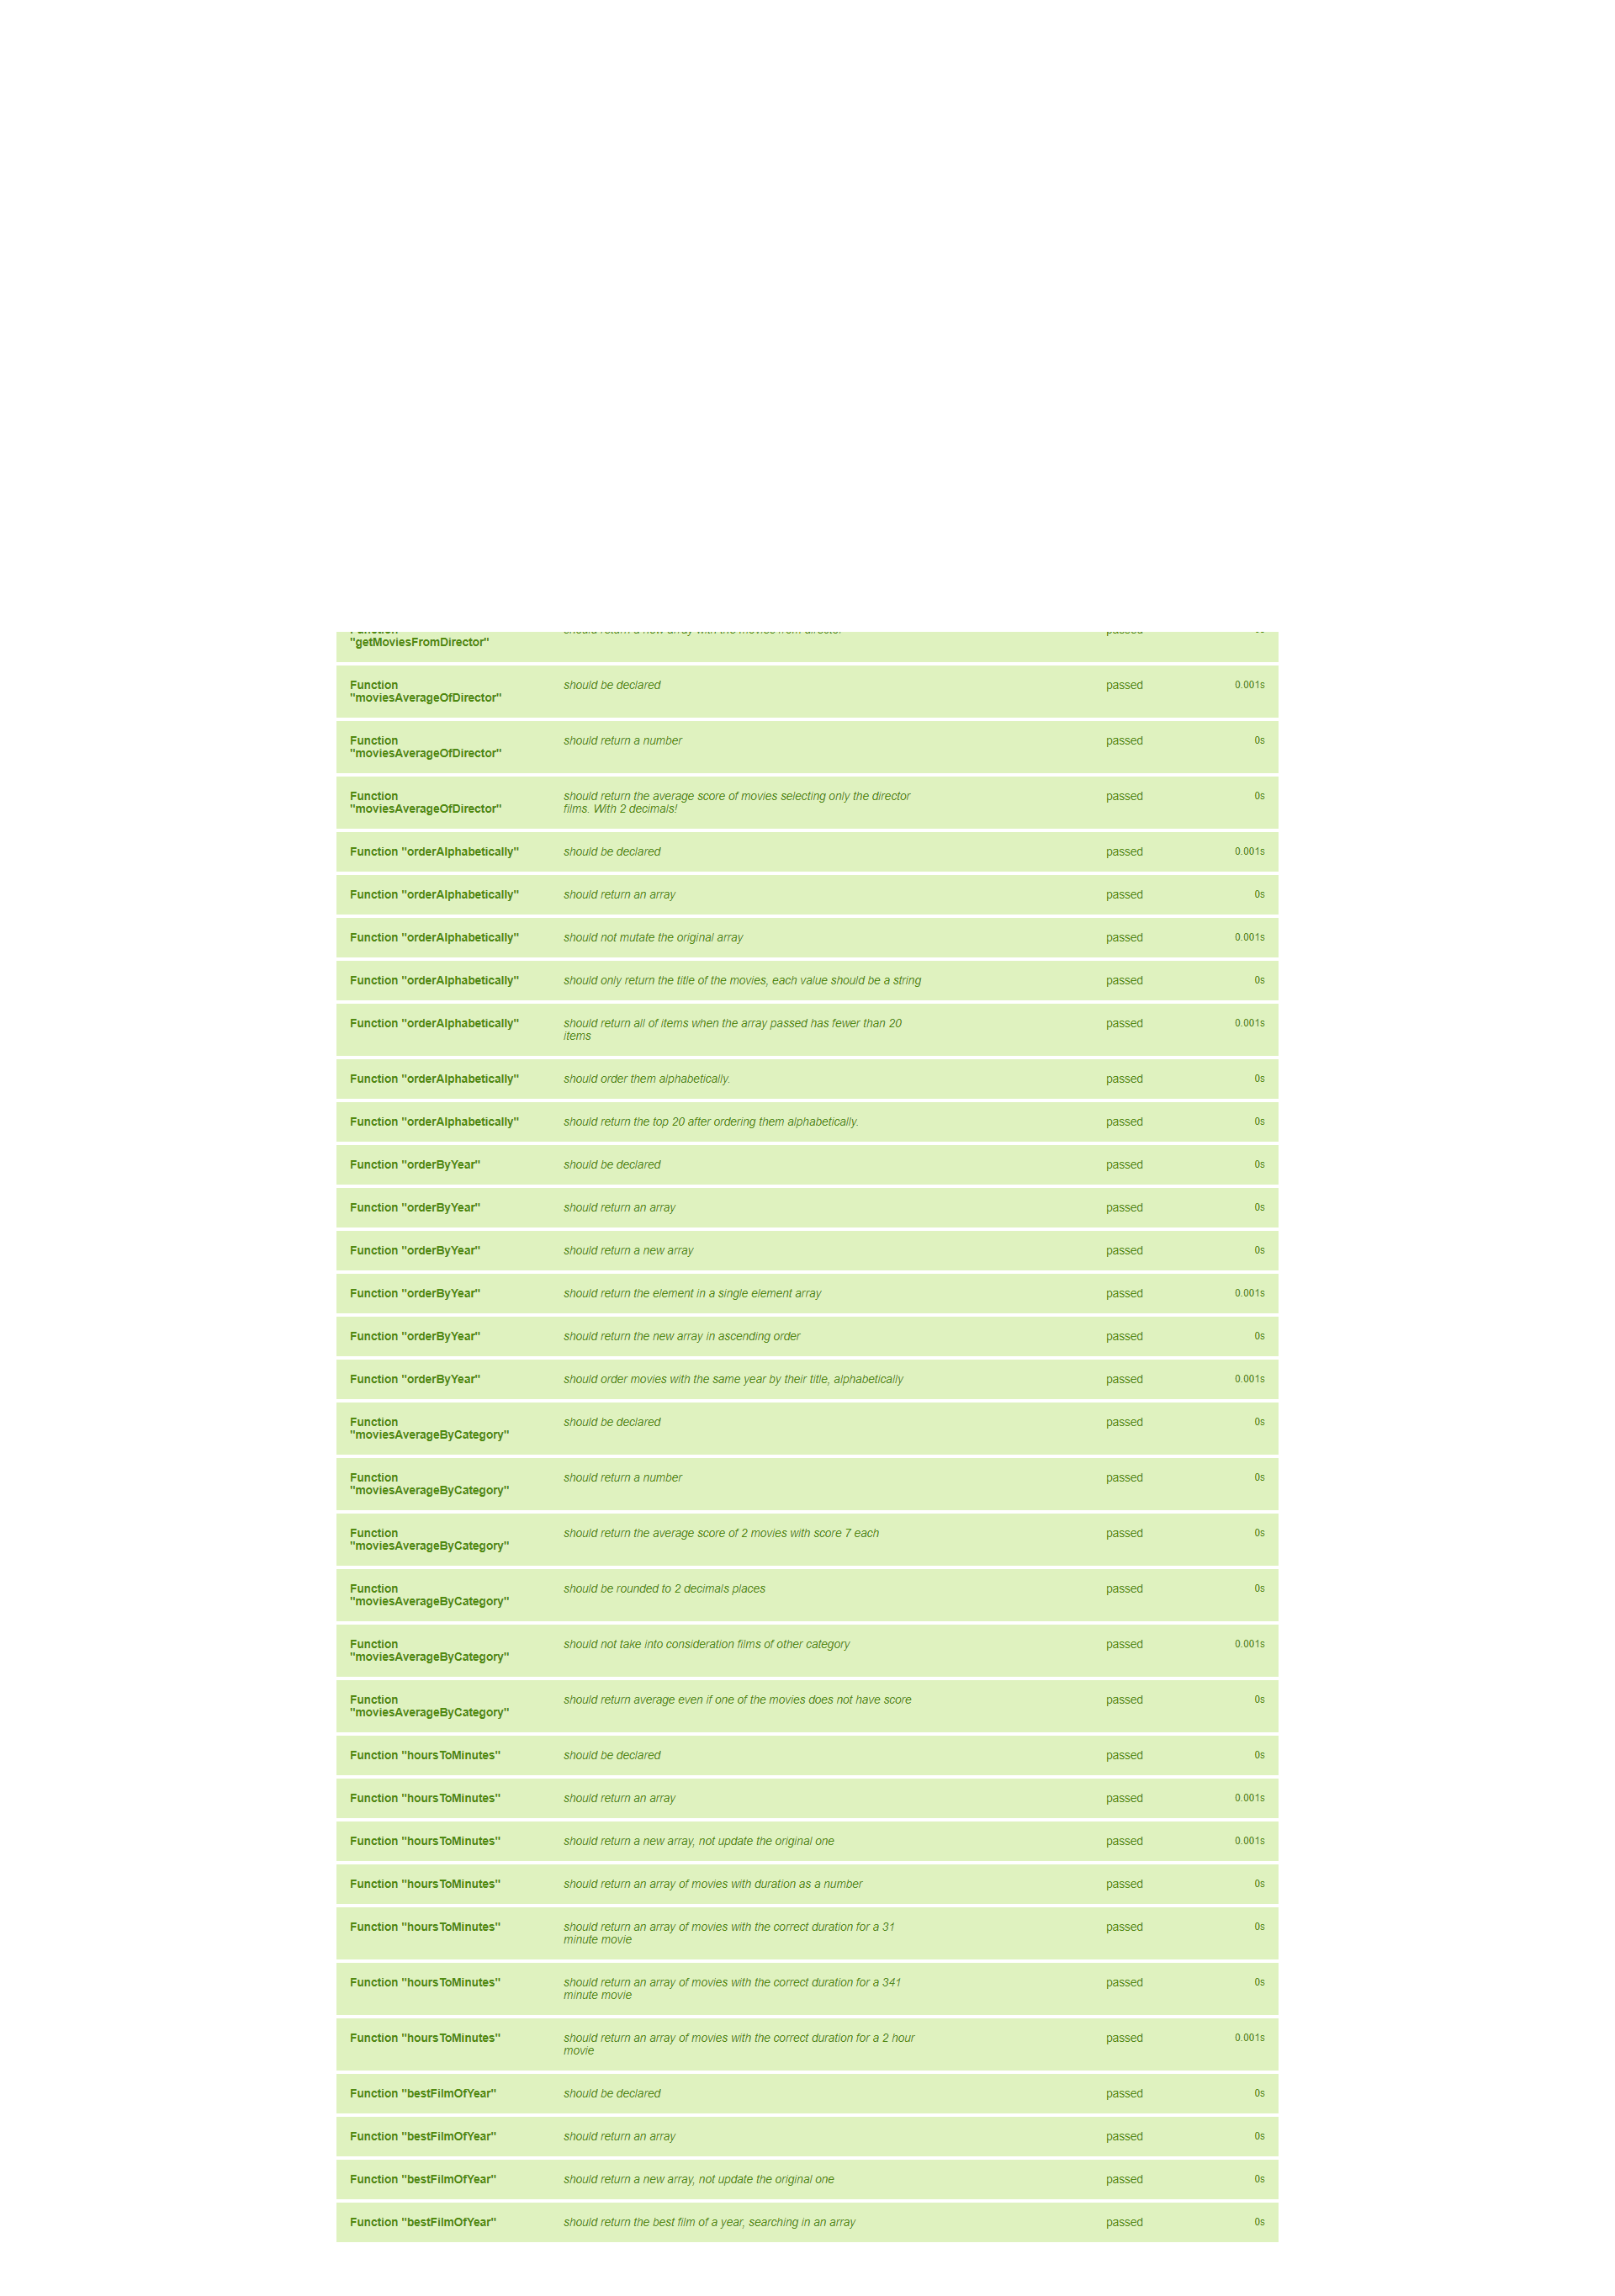 "getMoviesFromDirector"
Function should be declared passed 0.001s
"moviesAverageOfDirector"
Function should return a number passed 0s
"moviesAverageOfDirector"
Function should return the average score of movies selecting only the director passed 0s
"moviesAverageOfDirector" films. With 2 decimals!
Function "orderAlphabetically" should be declared passed 0.001s
Function "orderAlphabetically" should return an array passed 0s
Function "orderAlphabetically" should not mutate the original array passed 0.001s
Function "orderAlphabetically" should only return the title of the movies, each value should be a string passed 0s
Function "orderAlphabetically" should return all of items when the array passed has fewer than 20 passed 0.001s
items
Function "orderAlphabetically" should order them alphabetically. passed 0s
Function "orderAlphabetically" should return the top 20 after ordering them alphabetically. passed 0s
Function "orderByYear" should be declared passed 0s
Function "orderByYear" should return an array passed 0s
Function "orderByYear" should return a new array passed 0s
Function "orderByYear" should return the element in a single element array passed 0.001s
Function "orderByYear" should return the new array in ascending order passed 0s
Function "orderByYear" should order movies with the same year by their title, alphabetically passed 0.001s
Function should be declared passed 0s
"moviesAverageByCategory"
Function should return a number passed 0s
"moviesAverageByCategory"
Function should return the average score of 2 movies with score 7 each passed 0s
"moviesAverageByCategory"
Function should be rounded to 2 decimals places passed 0s
"moviesAverageByCategory"
Function should not take into consideration films of other category passed 0.001s
"moviesAverageByCategory"
Function should return average even if one of the movies does not have score passed 0s
"moviesAverageByCategory"
Function "hoursToMinutes" should be declared passed 0s
Function "hoursToMinutes" should return an array passed 0.001s
Function "hoursToMinutes" should return a new array, not update the original one passed 0.001s
Function "hoursToMinutes" should return an array of movies with duration as a number passed 0s
Function "hoursToMinutes" should return an array of movies with the correct duration for a 31 passed 0s
minute movie
Function "hoursToMinutes" should return an array of movies with the correct duration for a 341 passed 0s
minute movie
Function "hoursToMinutes" should return an array of movies with the correct duration for a 2 hour passed 0.001s
movie
Function "bestFilmOfYear" should be declared passed 0s
Function "bestFilmOfYear" should return an array passed 0s
Function "bestFilmOfYear" should return a new array, not update the original one passed 0s
Function "bestFilmOfYear" should return the best film of a year, searching in an array passed 0s